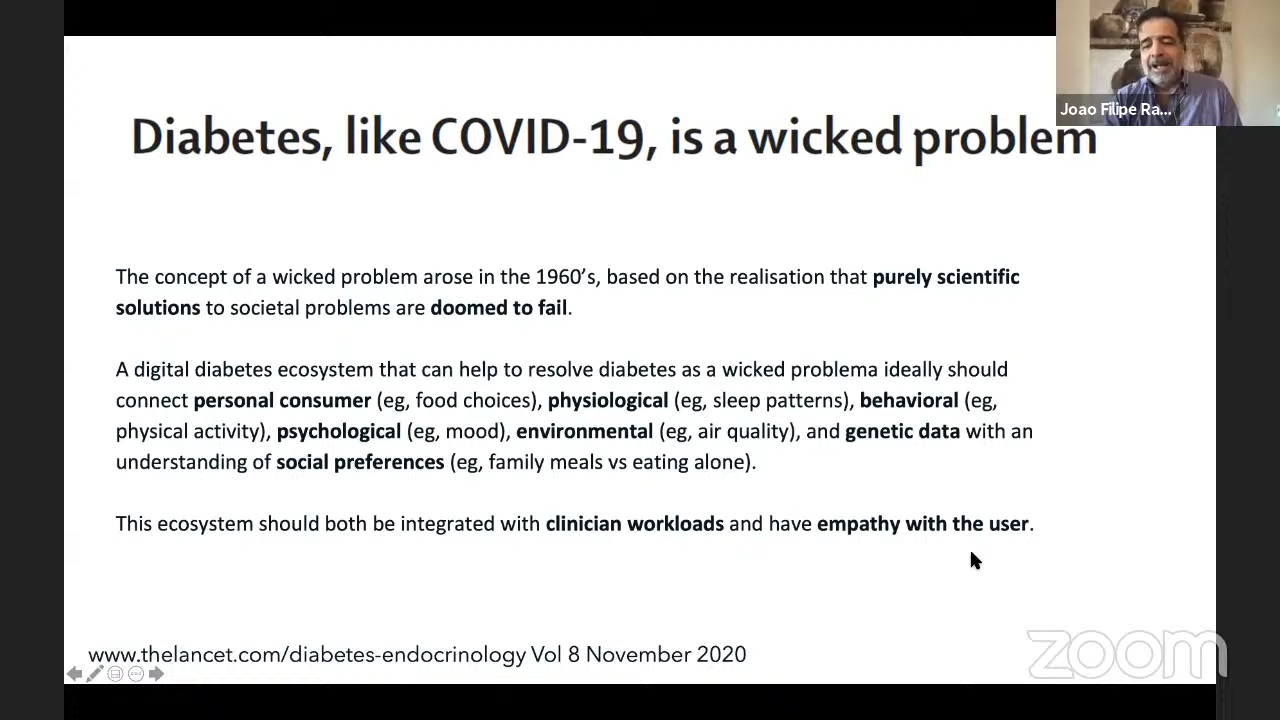 Joao Filipe Ra...
Diabetes, like COVID-19, is a wicked problem
The concept of a wicked problem arose in the 1960's, based on the realisation that purely scientific
solutions to societal problems are doomed to fail.
A digital diabetes ecosystem that can help to resolve diabetes as a wicked problema ideally should
connect personal consumer (eg, food choices), physiological (eg, sleep patterns), behavioral (eg,
physical activity), psychological (eg, mood), environmental (eg, air quality), and genetic data with an
understanding of social preferences (eg, family meals vs eating alone).
This ecosystem should both be integrated with clinician workloads and have empathy with the user.
www.thelancet.com/diabetes-endocrinology Vol 8 November 2020
zoom